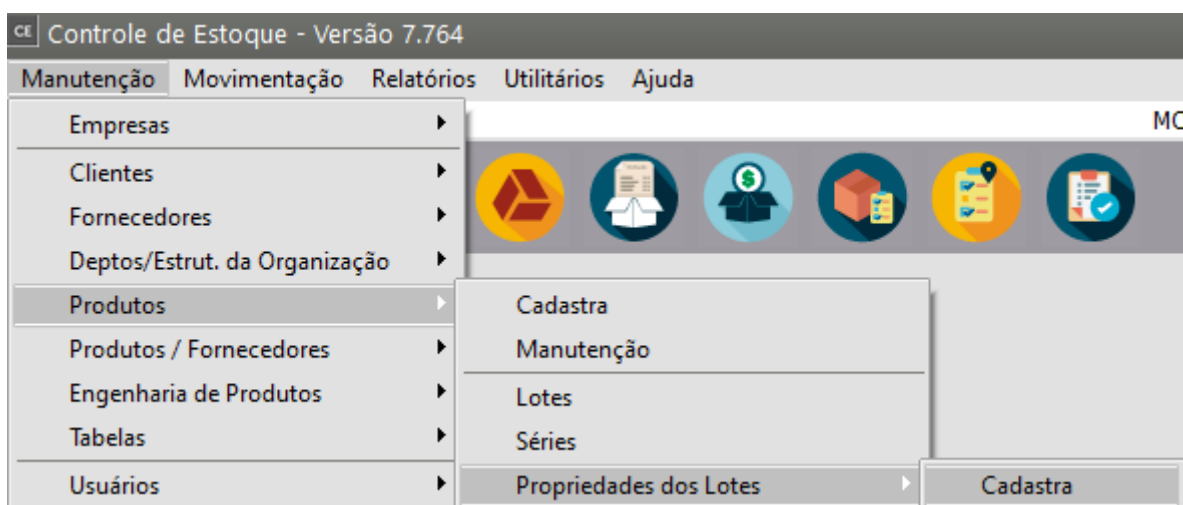 CE Controle de Estoque - Versão 7.764
Manutenção Movimentação Relatórios Utilitários Ajuda
MC
Empresas
Clientes
Fornecedores
Deptos/Estrut. da Organização
Produtos
Produtos / Fornecedores
Engenharia de Produtos
Tabelas
Usuários
Cadastra
Manutenção
Lotes
Séries
Propriedades dos Lotes
Cadastra